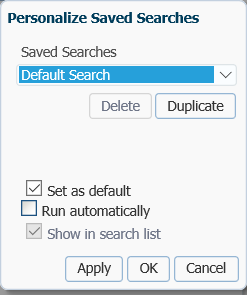 Personalize Saved Searches
Saved Searches
Default Search
Delete Duplicate
Set as default
Run automatically
Show in search list
Apply OK Cancel